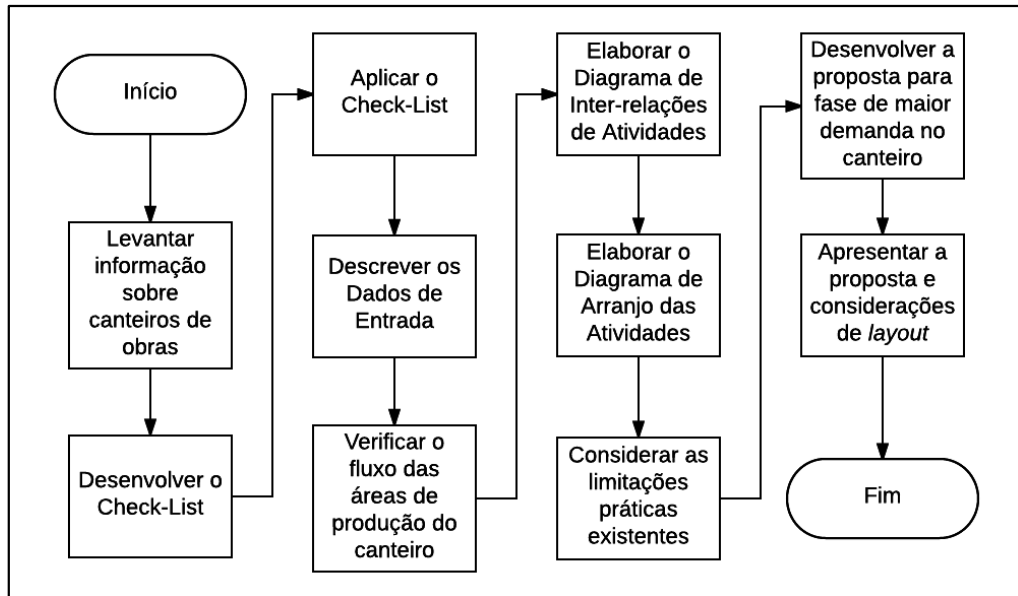 Início
Levantar
informação
sobre
canteiros de
obras
Desenvolver o
Check-List
Aplicar o
Check-List
Descrever os
Dados de
Entrada
Verificar o
fluxo das
áreas de
produção do
canteiro
Elaborar o
Diagrama de
Inter-relações
de Atividades
Elaborar o
Diagrama de
Arranjo das
Atividades
Considerar as
limitações
práticas
existentes
Desenvolver a
proposta para
fase de maior
demanda no
canteiro
Apresentar a
proposta e
considerações
de layout
Fim